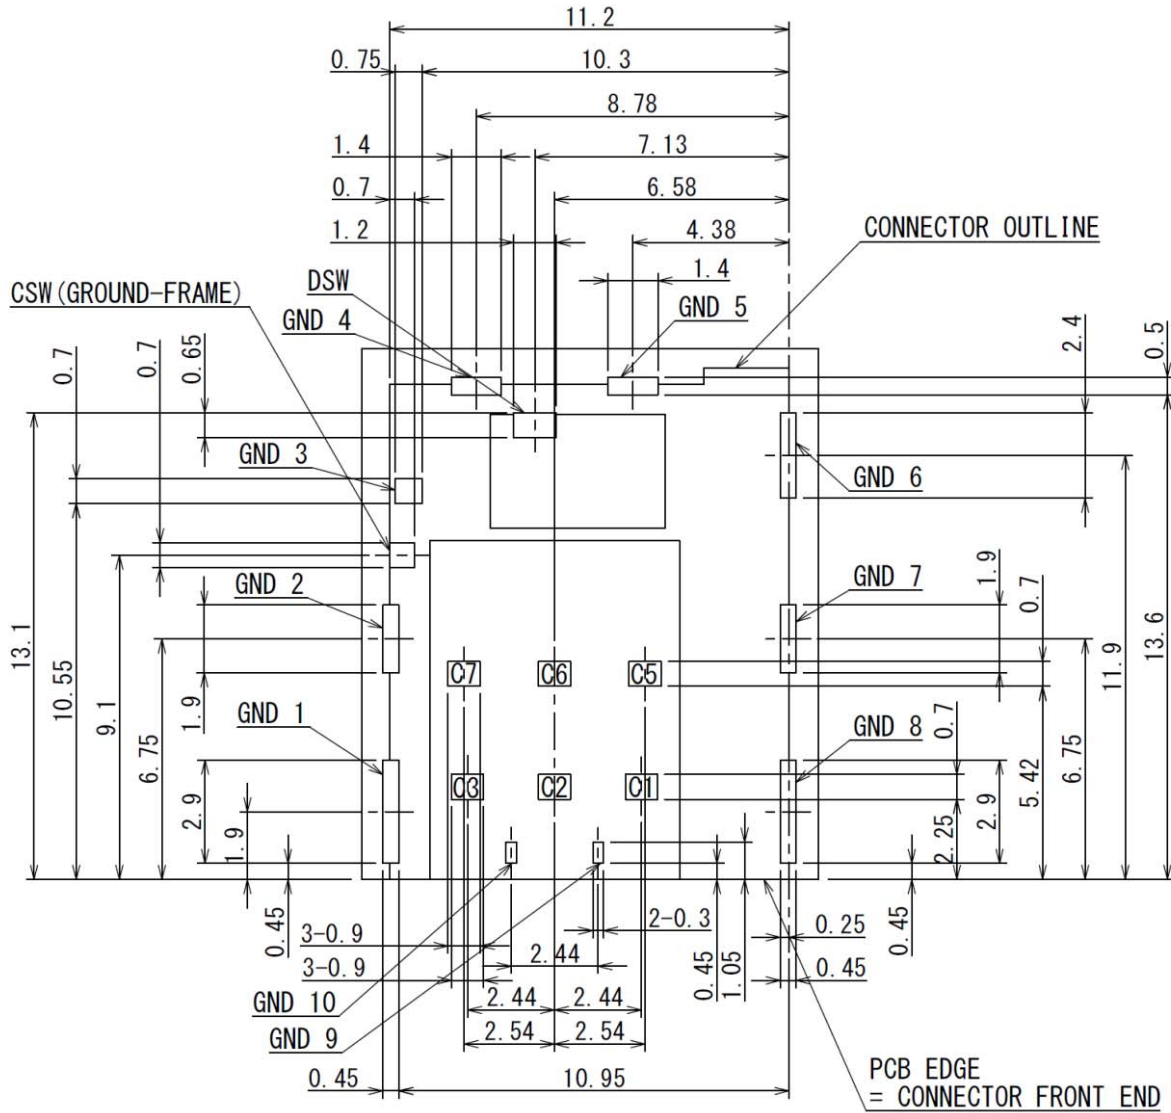 11.2
0.75
10.3
8.78
1.4
7.13
0.7
6.58
1.2
4.38
CONNECTOR OUTLINE
DSW
1.4
CSW(GROUND-FRAME)
GND 4
GND 5
0.7
0.7
0.65
2.4
0.5
GND 3
GND 6
GND 2
GND 7
1.9
0.7
13.1
10.55
9.1
6.75
1.9
C7
C6
C5
11.9
13.6
GND 1
GND 8
0.7
6.75
5.42
C3
C2
C1
2.9
1.9
2.25
2.9
0.45
3-0.9
2-0.3
0.25
0.45
3-0.9
2.44
0.45
1.05
0.45
GND 10
2.44
2.44
GND 9
2.54
2.54
0.45
10.95
PCB EDGE
= CONNECTOR FRONT END